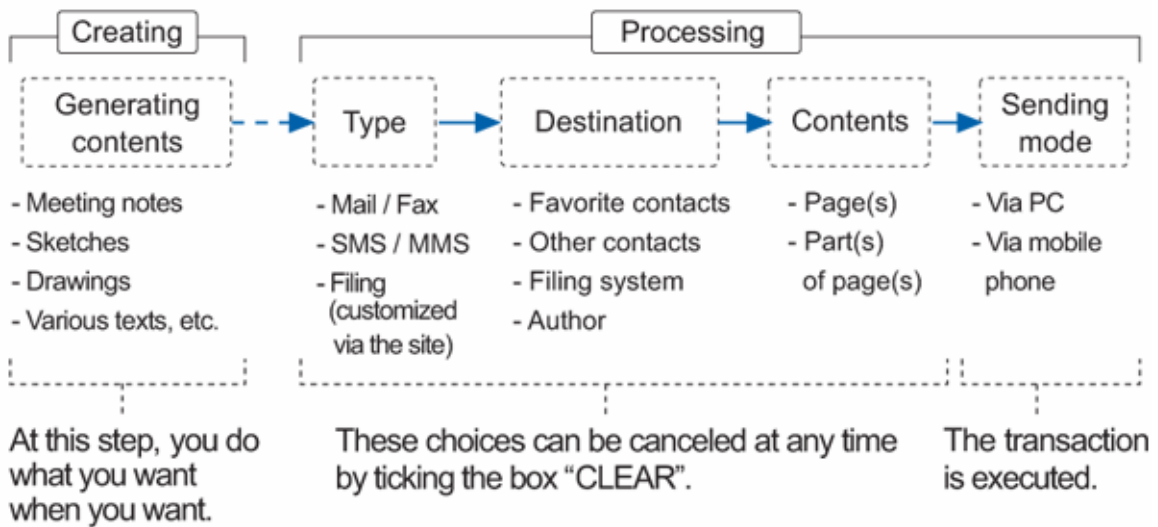 Creating
Processing
Generating
contents
Type
Destination
Contents
Sending
mode
- Meeting notes
- Sketches
- Drawings
- Various texts, etc.
- Mail / Fax
- SMS / MMS
- Filing
(customized
via the site)
- Favorite contacts
- Other contacts
- Filing system
- Author
- Page(s)
- Part(s)
of page(s)
- Via PC
- Via mobile
phone
At this step, you do
what you want
when you want.
These choices can be canceled at any time
by ticking the box “CLEAR”.
The transaction
is executed.